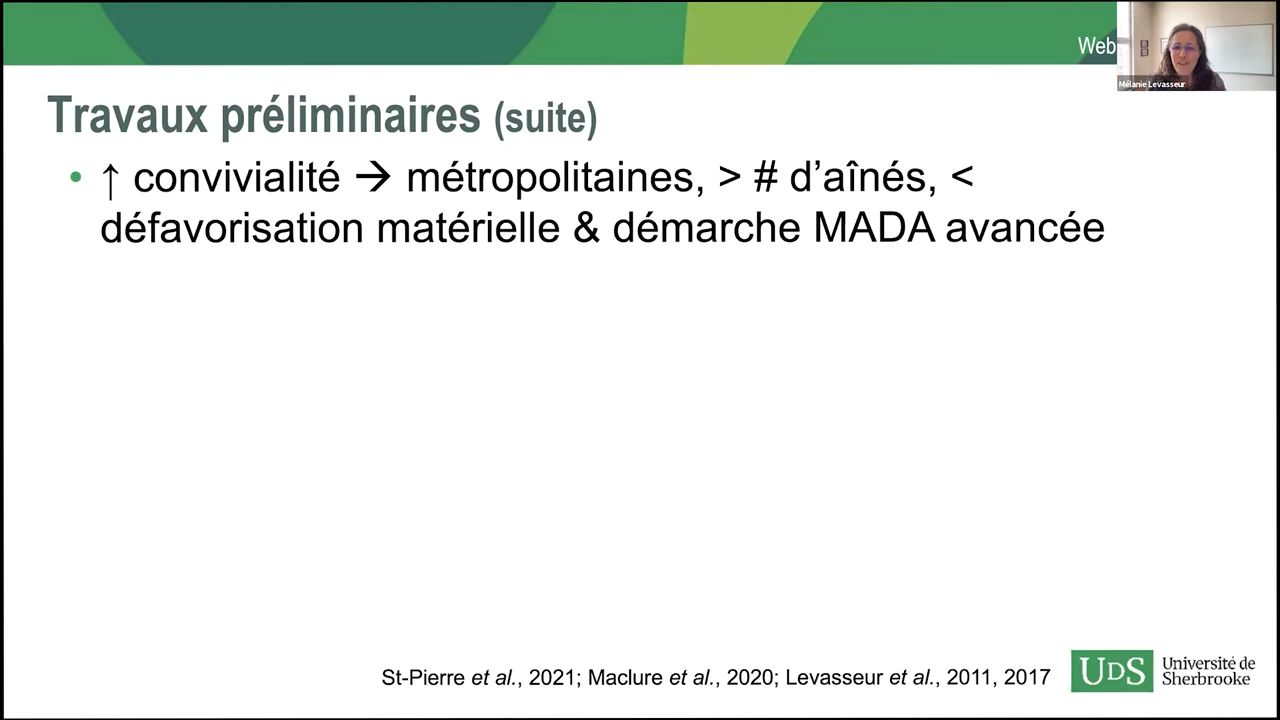 Web
Mélanie Levasseur
Travaux préliminaires (suite)
• ↑ convivialité → métropolitaines, > # d’aînés, <
défavorisation matérielle & démarche MADA avancée
St-Pierre et al., 2021; Maclure et al., 2020; Levasseur et al., 2011, 2017
UDS
Université de
Sherbrooke